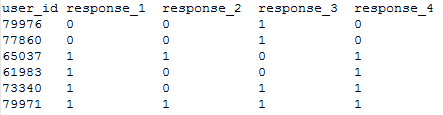 user_id response_1 response_2 response_3 response_4
79976 0 0 1 0
77860 0 0 1 0
65037 1 1 0 1
61983 1 0 0 1
73340 1 0 1 1
79971 1 1 1 1